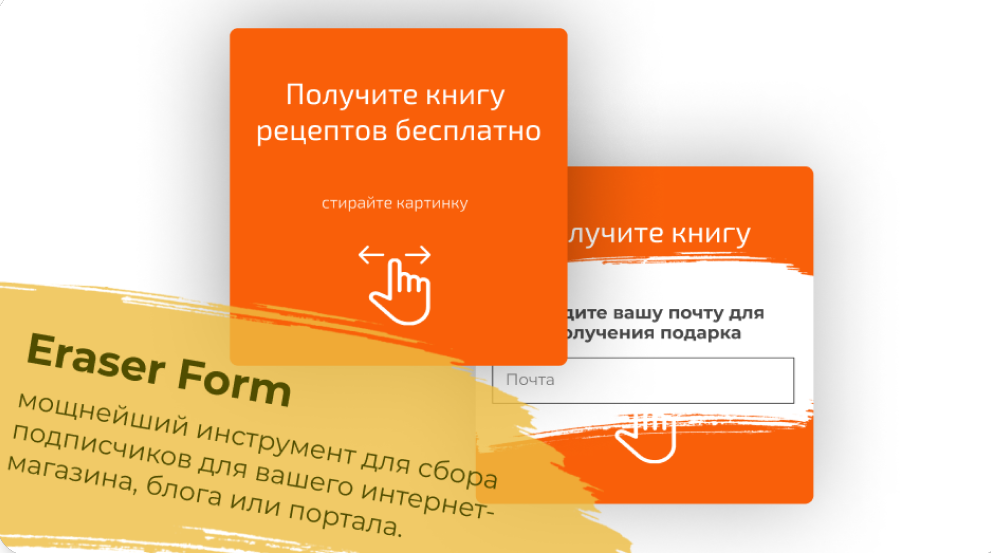 Получите книгу
рецептов бесплатно
стирайте картинку
лучите книгу
дите вашу почту для
олучения подарка
Почта
Eraser Form
мощнейший инструмент для сбора
подписчиков для вашего интернет-
магазина, блога или портала.